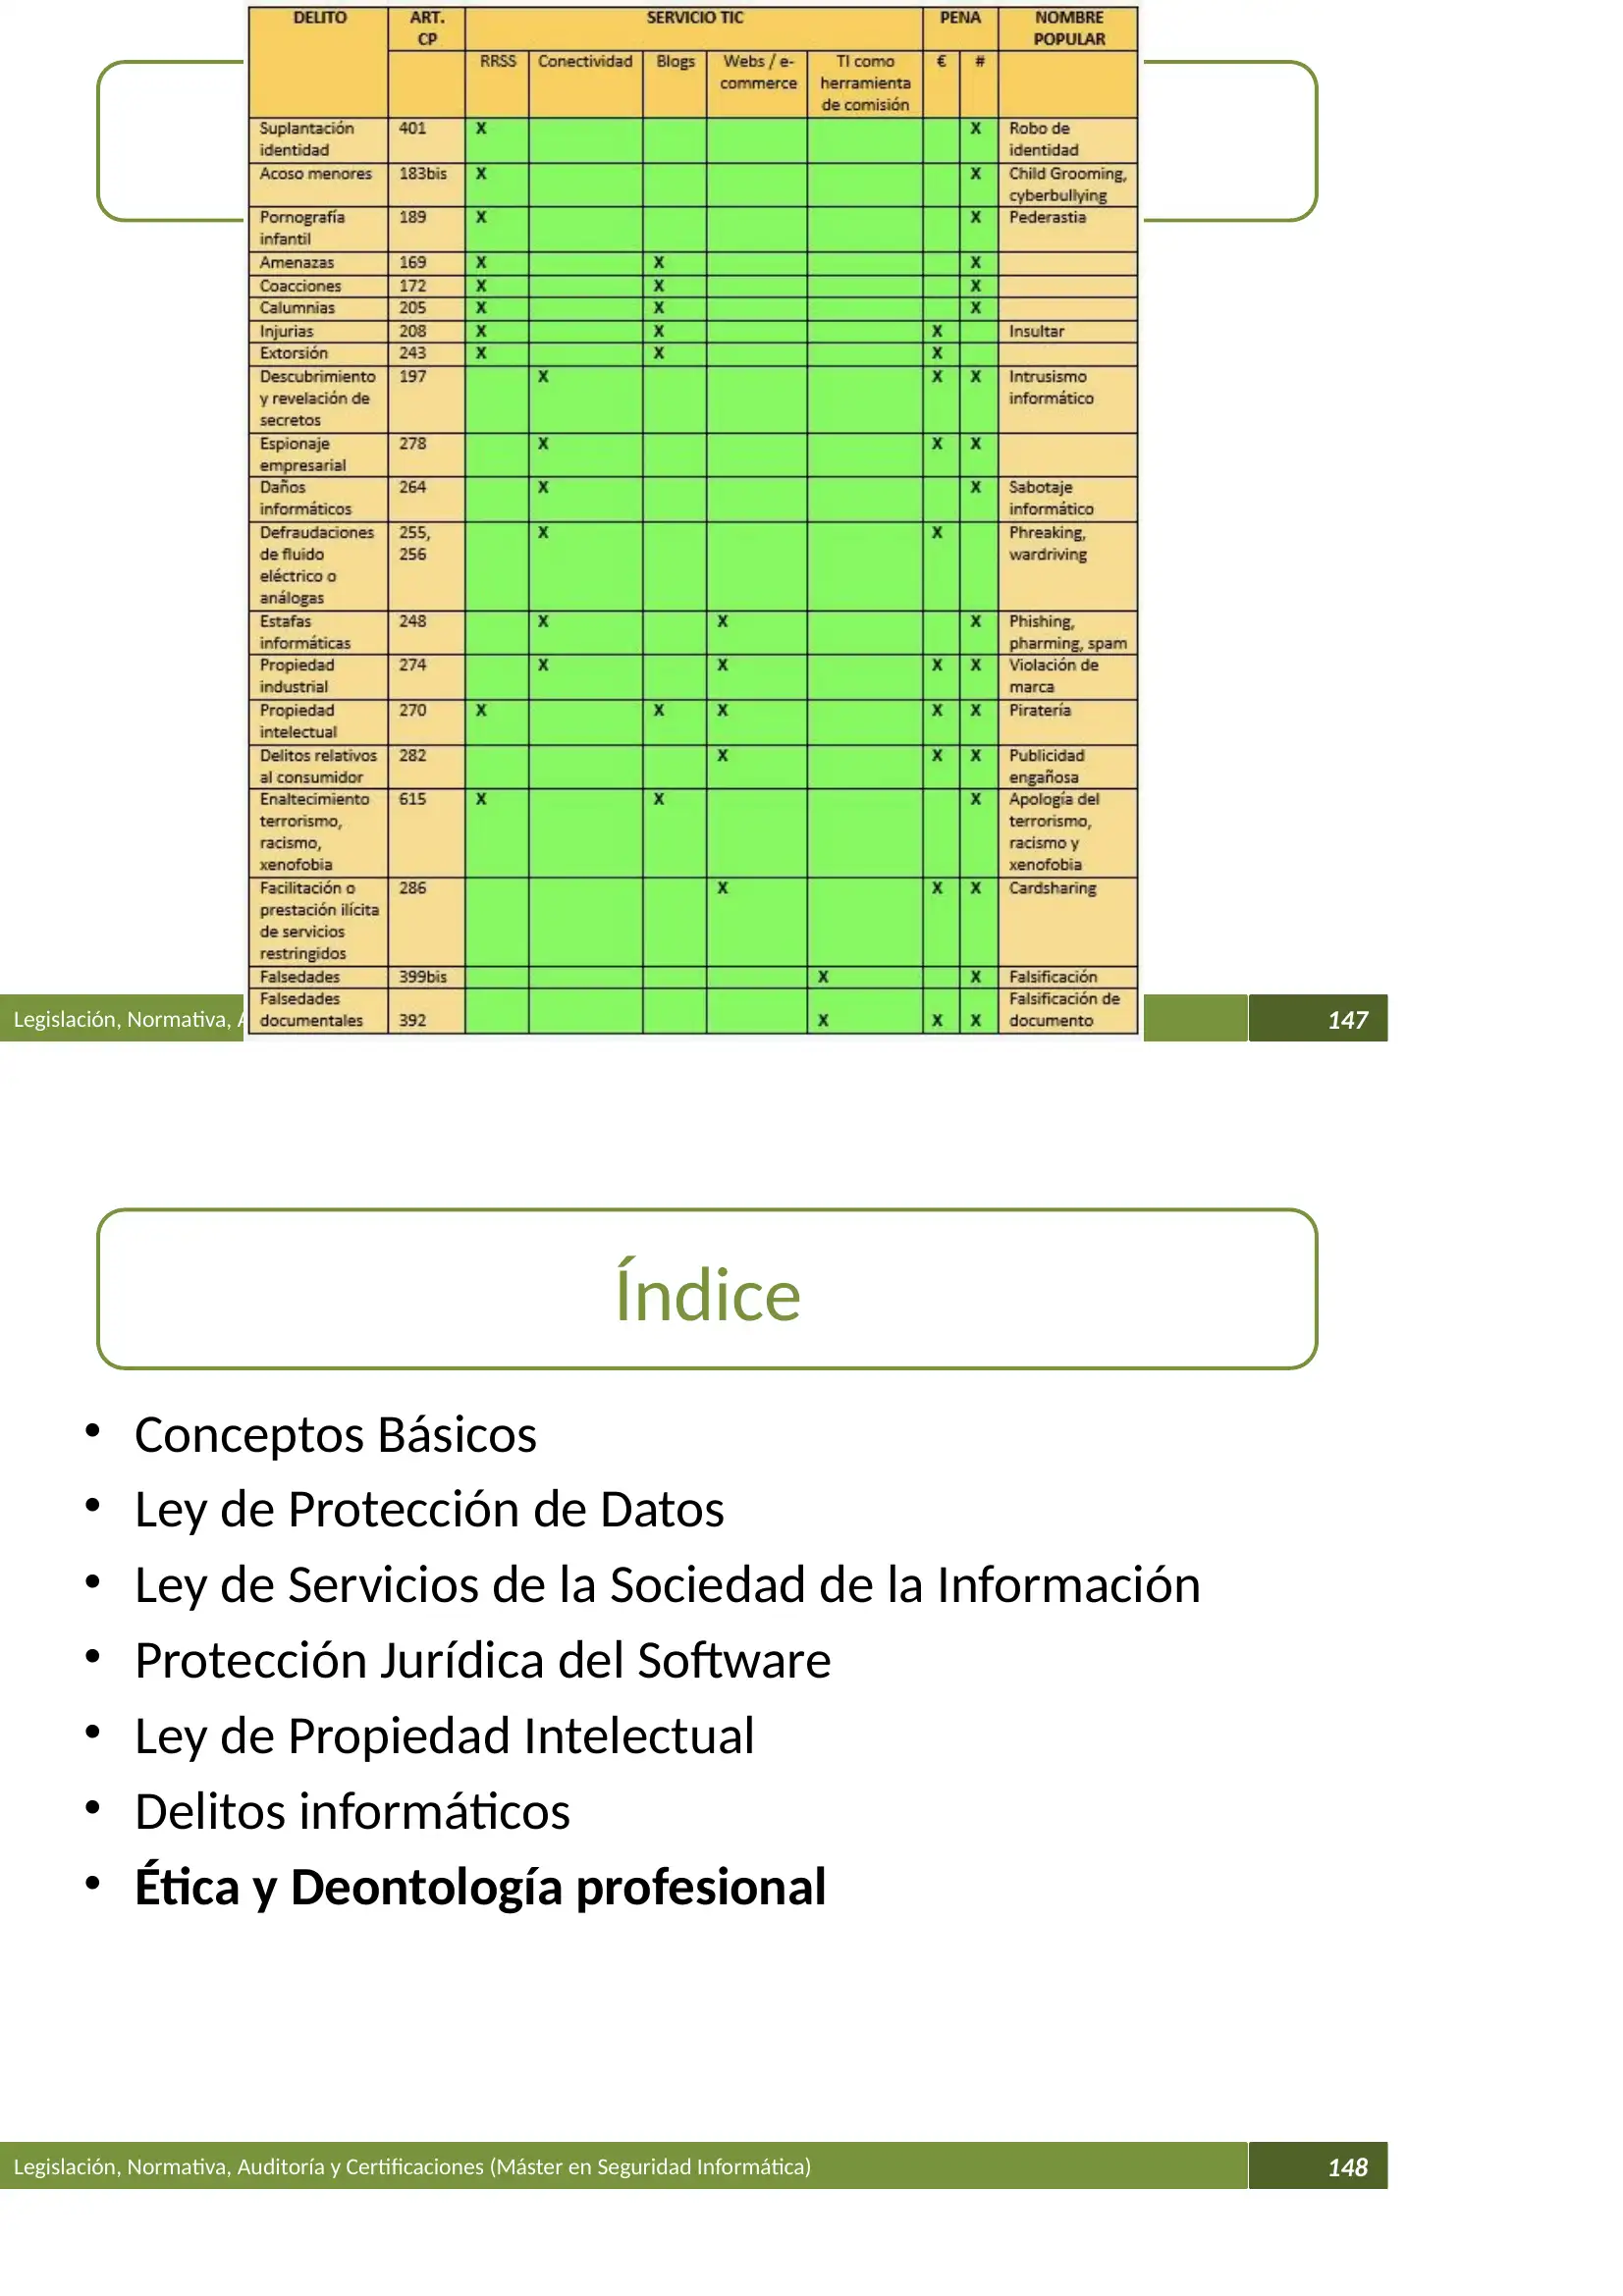 DELITO ART. CP SERVICIO TIC PENA NOMBRE POPULAR
RRSS Conectividad Blogs Webs / e-commerce TI como herramienta de comisión € #
Suplantación identidad 401 X X Robo de identidad
Acoso menores 183bis X X Child Grooming, cyberbullying
Pornografía infantil 189 X X Pederastia
Amenazas 169 X X X
Coacciones 172 X X X
Calumnias 205 X X X
Injurias 208 X X X Insultar
Extorsión 243 X X X
Descubrimiento y revelación de secretos 197 X X X Intrusismo informático
Espionaje empresarial 278 X X X
Daños informáticos 264 X X Sabotaje informático
Defraudaciones de fluido eléctrico o análogas 255, 256 X X Phreaking, wardriving
Estafas informáticas 248 X X X Phishing, pharming, spam
Propiedad industrial 274 X X X X Violación de marca
Propiedad intelectual 270 X X X X X Piratería
Delitos relativos al consumidor 282 X X X Publicidad engañosa
Enaltecimiento terrorismo, racismo, xenofobia 615 X X X Apología del terrorismo, racismo y xenofobia
Facilitación o prestación ilícita de servicios restringidos 286 X X X Cardsharing
Falsedades 399bis X X Falsificación
Falsedades documentales 392 X X X Falsificación de documento
Legislación, Normativa, A 147
Índice
• Conceptos Básicos
• Ley de Protección de Datos
• Ley de Servicios de la Sociedad de la Información
• Protección Jurídica del Software
• Ley de Propiedad Intelectual
• Delitos informáticos
• Ética y Deontología profesional
Legislación, Normativa, Auditoría y Certificaciones (Máster en Seguridad Informática) 148